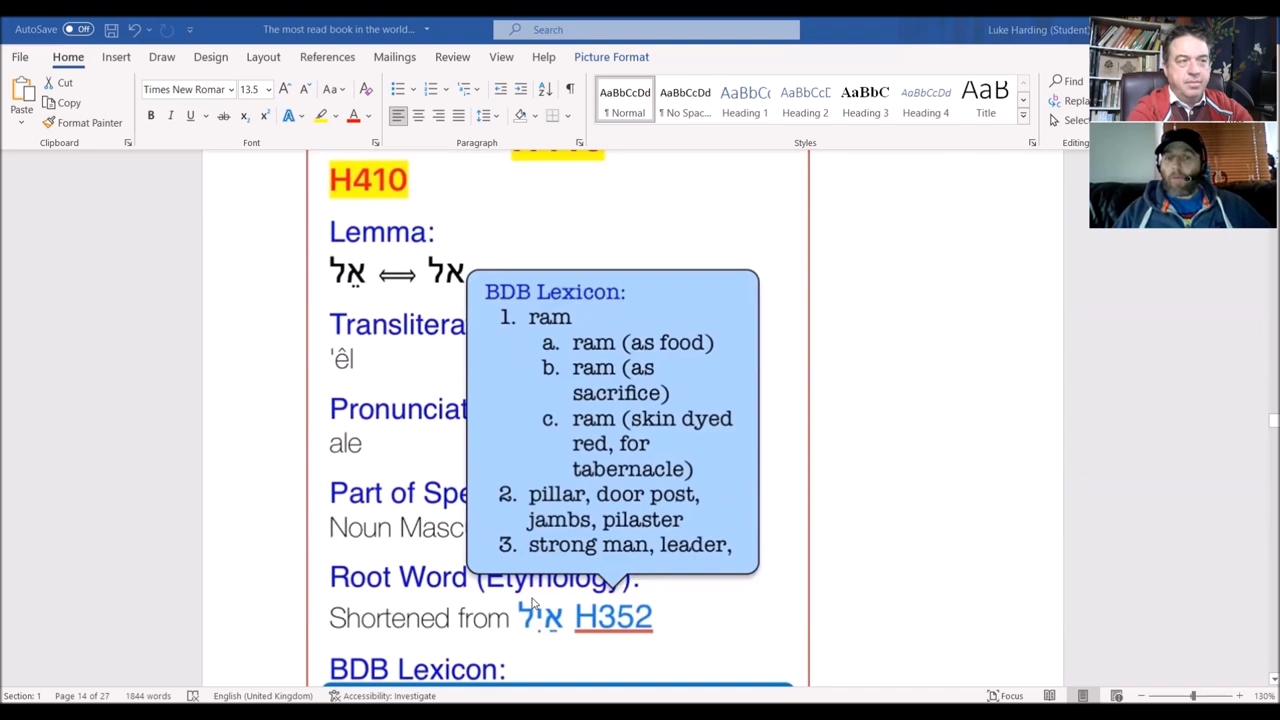 AutoSave Off The most read book in the world... Search Luke Harding (Student)
File Home Insert Draw Design Layout References Mailings Review View Help Picture Format
Paste Cut Copy Format Painter
Times New Romar 13.5
AaBbCcDd AaBbCcDd AaBbCc AaBbCcD AaBbC AaBbCcD AaB
¶ Normal ¶ No Spac... Heading 1 Heading 2 Heading 3 Heading 4 Title
Find
Repla
Selec
Clipboard Font Paragraph Styles Editing
H410
Lemma:
אֵל ⟺ אל
Translitera
'êl
Pronunciat
ale
Part of Spe
Noun Masc
BDB Lexicon:
1. ram
a. ram (as food)
b. ram (as
sacrifice)
c. ram (skin dyed
red, for
tabernacle)
2. pillar, door post,
jambs, pilaster
3. strong man, leader,
Root Word (Etymology):
Shortened from אַיִל H352
BDB Lexicon:
Section: 1 Page 14 of 27 1844 words English (United Kingdom) Accessibility: Investigate Focus 130%